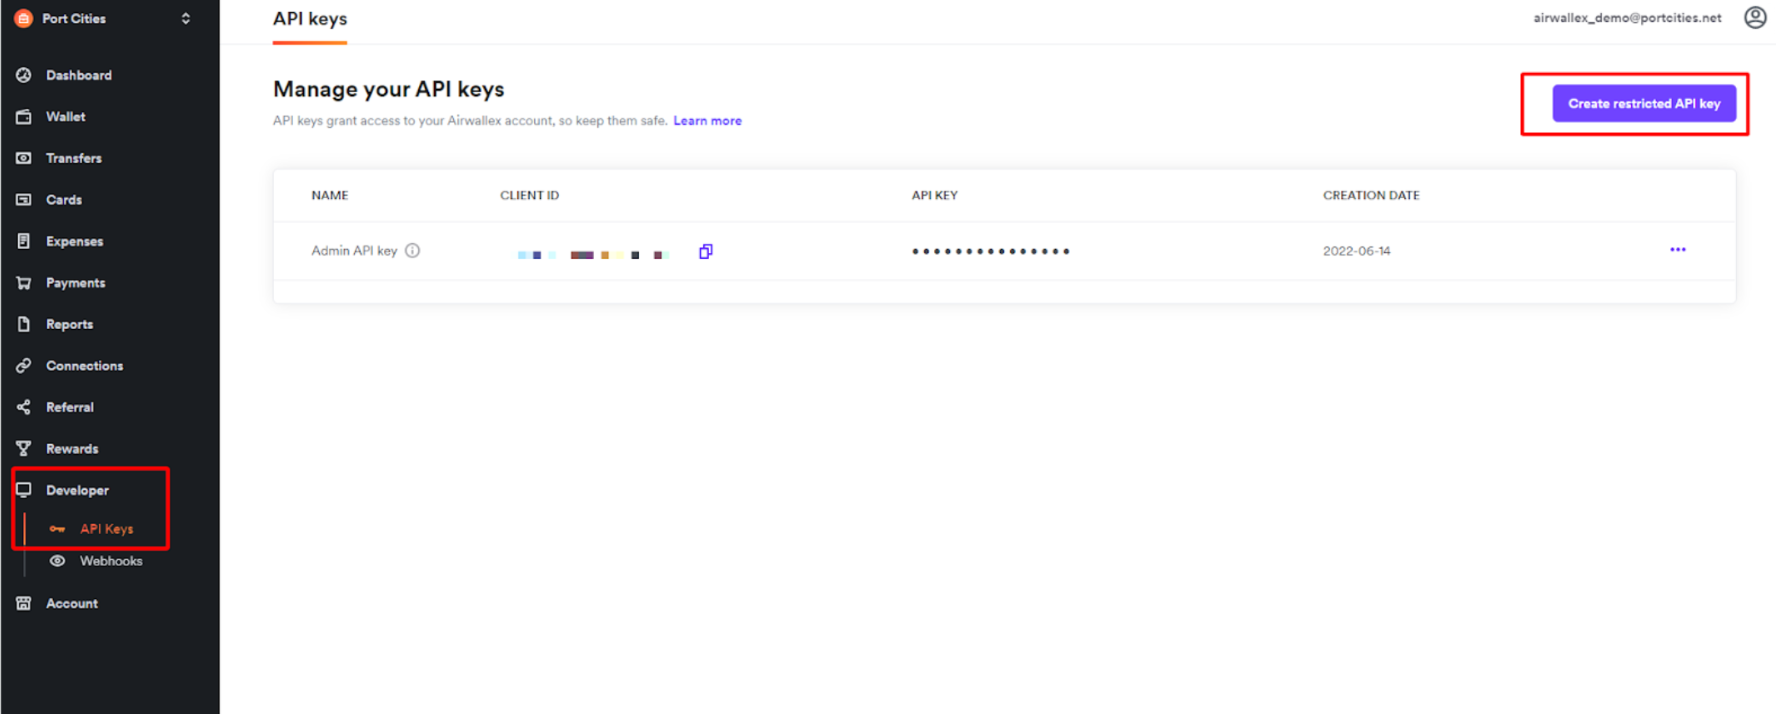 Port Cities
API keys
airwallex_demo@portcities.net
Dashboard
Wallet
Transfers
Cards
Expenses
Payments
Reports
Connections
Referral
Rewards
Developer
API Keys
Webhooks
Account
Manage your API keys
Create restricted API key
API keys grant access to your Airwallex account, so keep them safe. Learn more
NAME CLIENT ID API KEY CREATION DATE
Admin API key ••••••••••••••• 2022-06-14